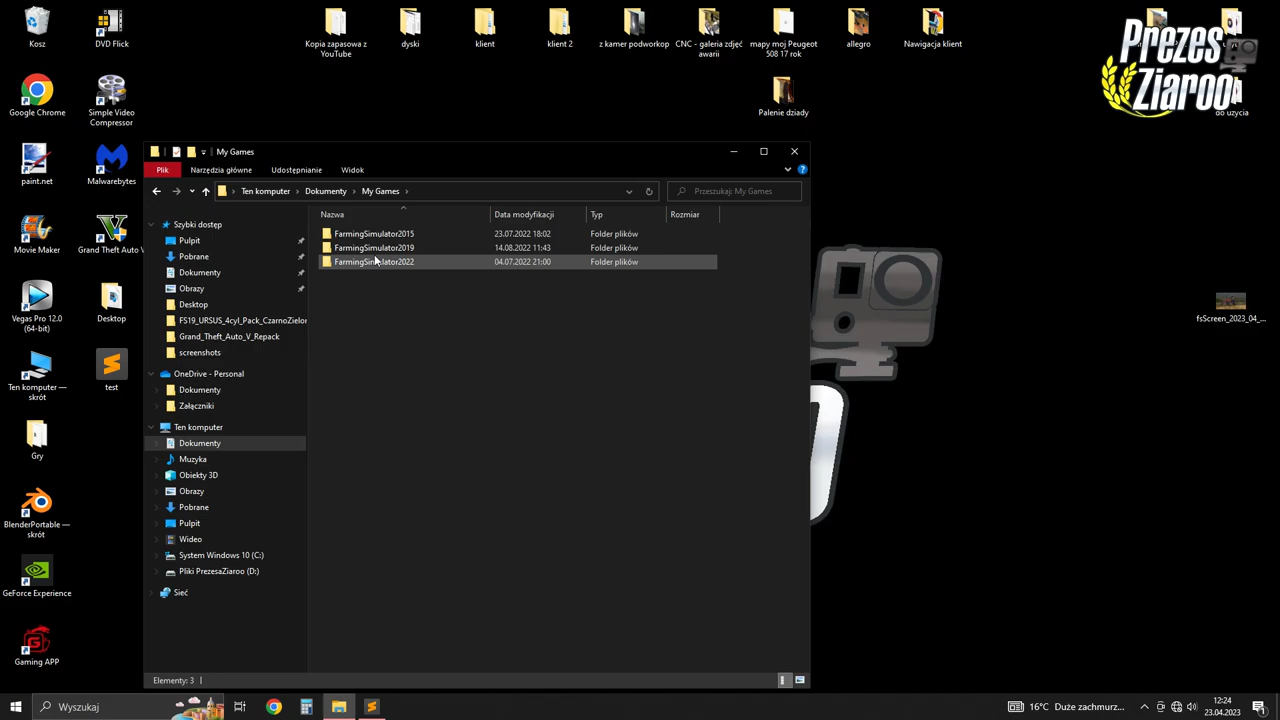 Kosz
DVD Flick
Kopia zapasowa z
YouTube
dyski
klient
klient 2
z kamer podworkop
CNC - galeria zdjęć
awarii
mapy moj Peugeot
508 17 rok
allegro
Nawigacja klient
Prezes
Ziaroo
Google Chrome
Simple Video
Compressor
Palenie dziady
do uzycia
paint.net
Malwarebytes
Movie Maker
Grand Theft Auto V
Vegas Pro 12.0
(64-bit)
Desktop
Ten komputer —
skrót
test
Gry
BlenderPortable —
skrót
GeForce Experience
Gaming APP
fsScreen_2023_04_...
My Games
Plik
Narzędzia główne
Udostępnianie
Widok
Ten komputer
Dokumenty
My Games
Przeszukaj: My Games
Nazwa
Data modyfikacji
Typ
Rozmiar
FarmingSimulator2015 23.07.2022 18:02 Folder plików
FarmingSimulator2019 14.08.2022 11:43 Folder plików
FarmingSimulator2022 04.07.2022 21:00 Folder plików
Szybki dostęp
Pulpit
Pobrane
Dokumenty
Obrazy
Desktop
FS19_URSUS_4cyl_Pack_CzarnoZielon
Grand_Theft_Auto_V_Repack
screenshots
OneDrive - Personal
Dokumenty
Załączniki
Ten komputer
Dokumenty
Muzyka
Obiekty 3D
Obrazy
Pobrane
Pulpit
Wideo
System Windows 10 (C:)
Pliki PrezesaZiaroo (D:)
Sieć
Elementy: 3
Wyszukaj
16°C Duże zachmurz...
12:24
23.04.2023